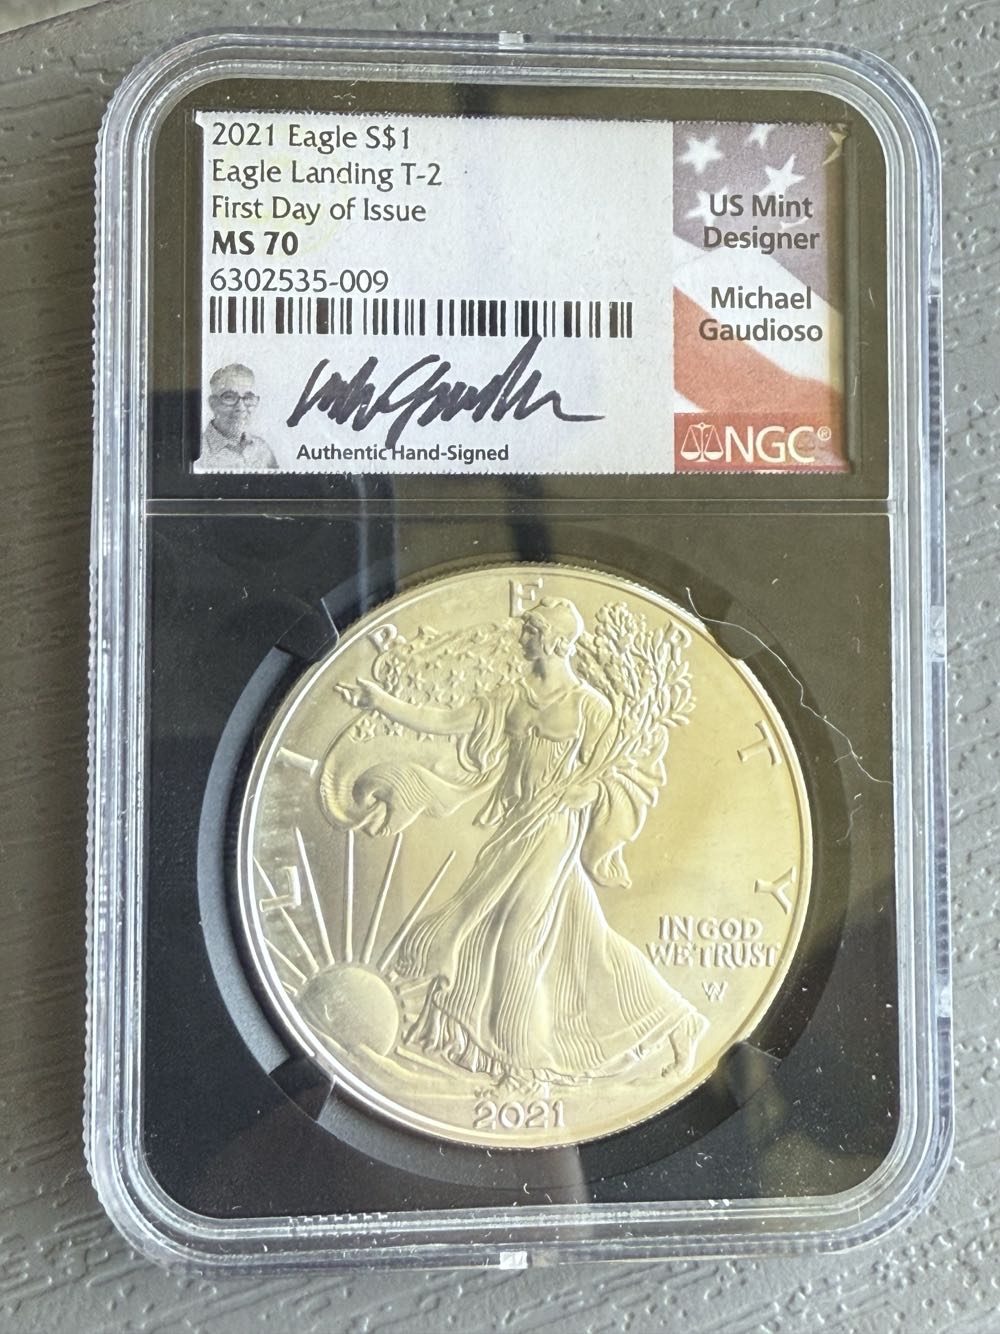 2021 Eagle S$1
Eagle Landing T-2
First Day of Issue
MS 70
6302535-009
Authentic Hand-Signed
US Mint
Designer
Michael
Gaudioso
NGC®
LIBERTY
IN GOD
WE TRUST
W
2021